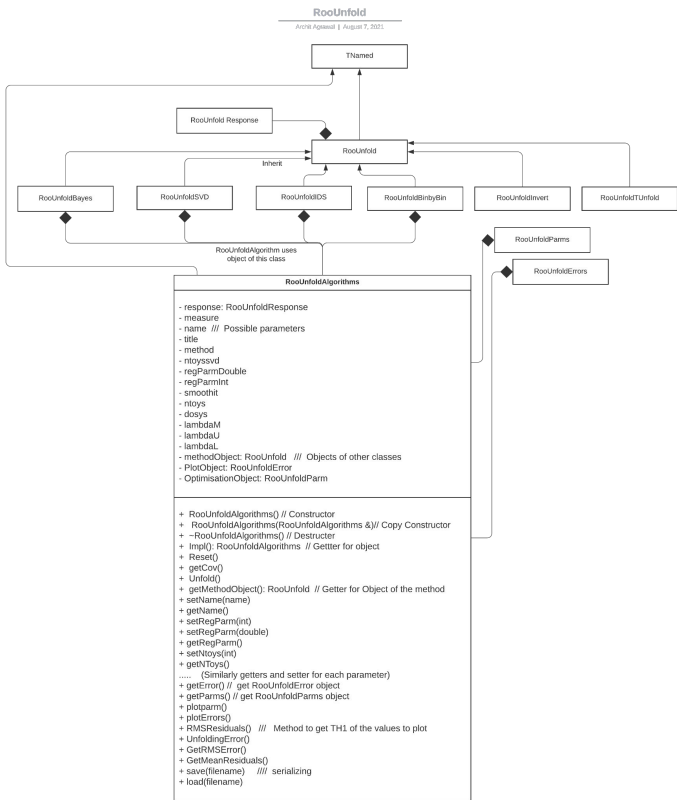 RooUnfold
Archit Agrawal | August 7, 2021
TNamed
RooUnfold Response
RooUnfold
Inherit
RooUnfoldBayes
RooUnfoldSVD
RooUnfoldIDS
RooUnfoldBinbyBin
RooUnfoldInvert
RooUnfoldTUnfold
RooUnfoldAlgorithm uses
object of this class
RooUnfoldParms
RooUnfoldErrors
RooUnfoldAlgorithms
- response: RooUnfoldResponse
- measure
- name /// Possible parameters
- title
- method
- ntoyssvd
- regParmDouble
- regParmInt
- smoothit
- ntoys
- dosys
- lambdaM
- lambdaU
- lambdaL
- methodObject: RooUnfold /// Objects of other classes
- PlotObject: RooUnfoldError
- OptimisationObject: RooUnfoldParm
+ RooUnfoldAlgorithms() // Constructor
+ RooUnfoldAlgorithms(RooUnfoldAlgorithms &)// Copy Constructor
+ ~RooUnfoldAlgorithms() // Destructer
+ Impl(): RooUnfoldAlgorithms // Gettter for object
+ Reset()
+ getCov()
+ Unfold()
+ getMethodObject(): RooUnfold // Getter for Object of the method
+ setName(name)
+ getName()
+ setRegParm(int)
+ setRegParm(double)
+ getRegParm()
+ setNtoys(int)
+ getNToys()
..... (Similarly getters and setter for each parameter)
+ getError() // get RooUnfoldError object
+ getParms() // get RooUnfoldParms object
+ plotparm()
+ plotErrors()
+ RMSResiduals() /// Method to get TH1 of the values to plot
+ UnfoldingError()
+ GetRMSError()
+ GetMeanResiduals()
+ save(filename) //// serializing
+ load(filename)